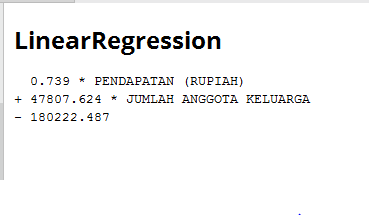 LinearRegression
0.739 * PENDAPATAN (RUPIAH)
+ 47807.624 * JUMLAH ANGGOTA KELUARGA
- 180222.487